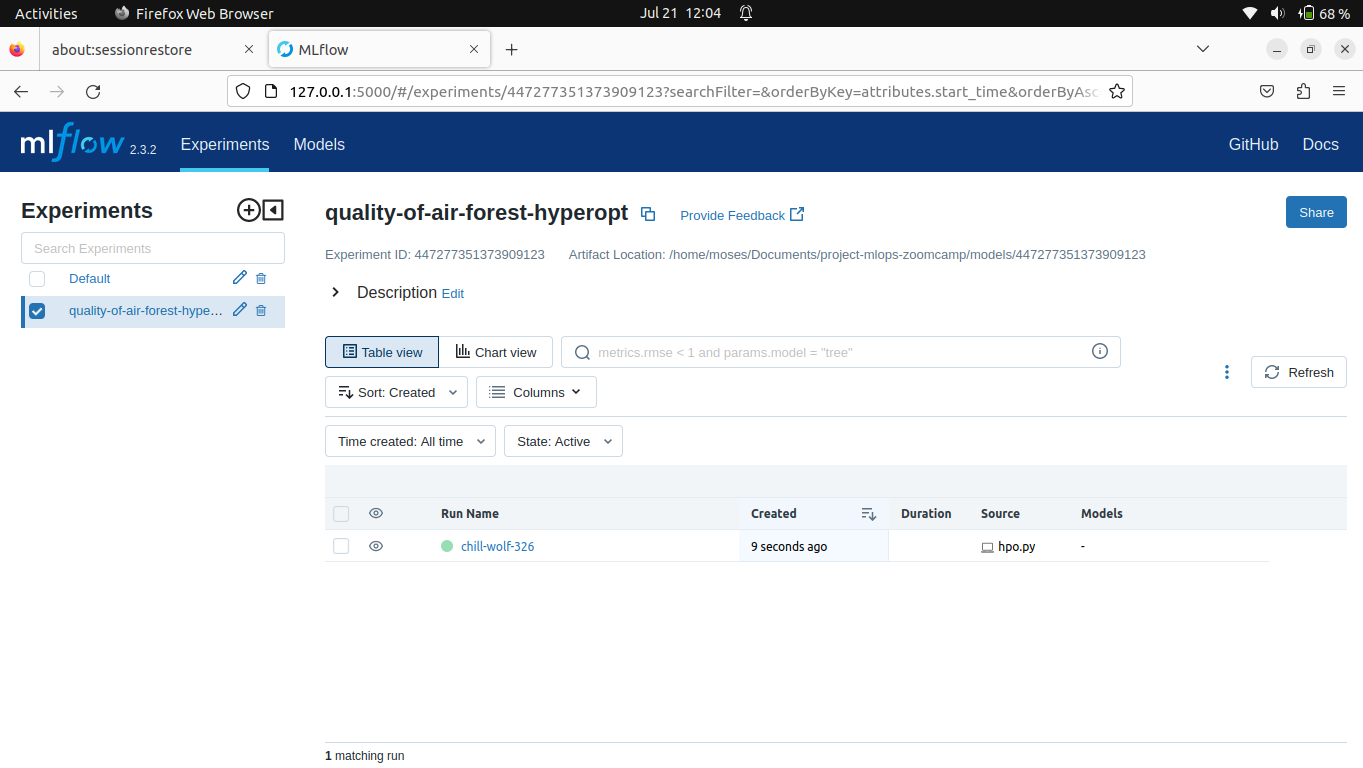 Activities Firefox Web Browser Jul 21 12:04 68 %
about:sessionrestore MLflow
127.0.0.1:5000/#/experiments/447277351373909123?searchFilter=&orderByKey=attributes.start_time&orderByAsc
mlflow 2.3.2 Experiments Models GitHub Docs
Experiments
Search Experiments
Default
quality-of-air-forest-hype...
quality-of-air-forest-hyperopt Provide Feedback Share
Experiment ID: 447277351373909123 Artifact Location: /home/moses/Documents/project-mlops-zoomcamp/models/447277351373909123
Description Edit
Table view Chart view metrics.rmse < 1 and params.model = "tree"
Refresh
Sort: Created Columns
Time created: All time State: Active
Run Name Created Duration Source Models
chill-wolf-326 9 seconds ago hpo.py -
1 matching run